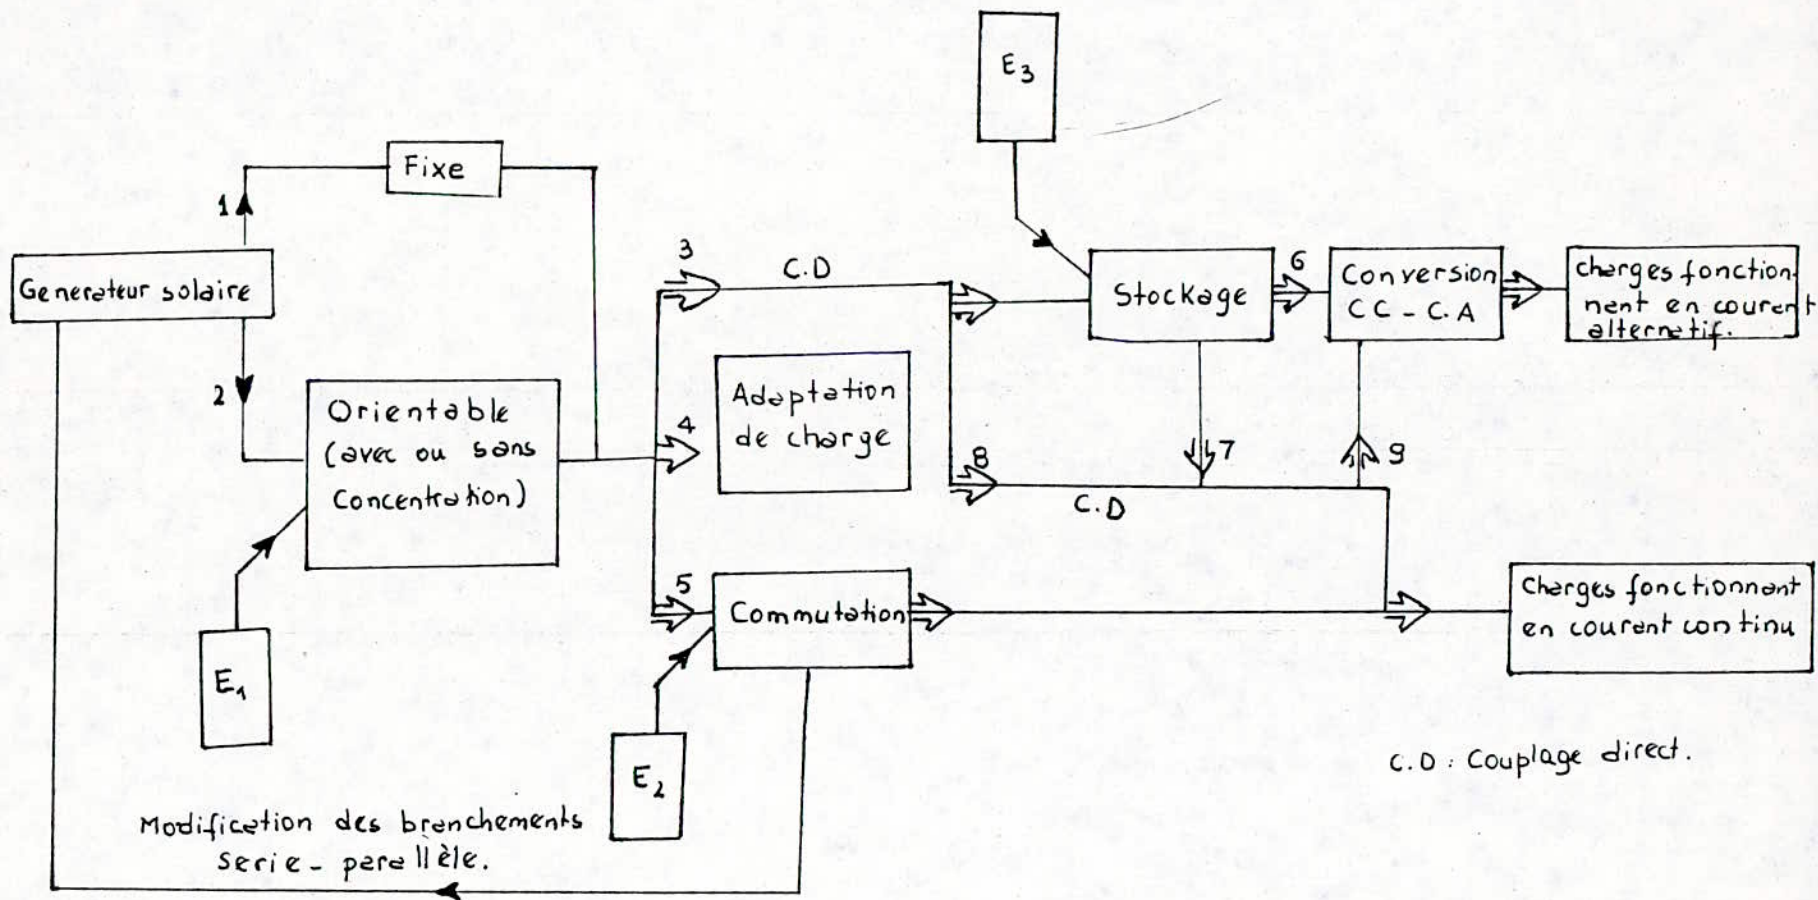 E3
Fixe
1
Generateur solaire
2
Orientable
(avec ou sans
Concentration)
E1
3
C.D
4
Adaptation
de charge
5
Commutation
E2
Stockage
6
Conversion
CC - C.A
charges fonction-
nent en courent
alternatif.
7
8
C.D
9
Charges fonctionnant
en courant continu
C.D : Couplage direct.
Modification des branchements
serie - parallèle.